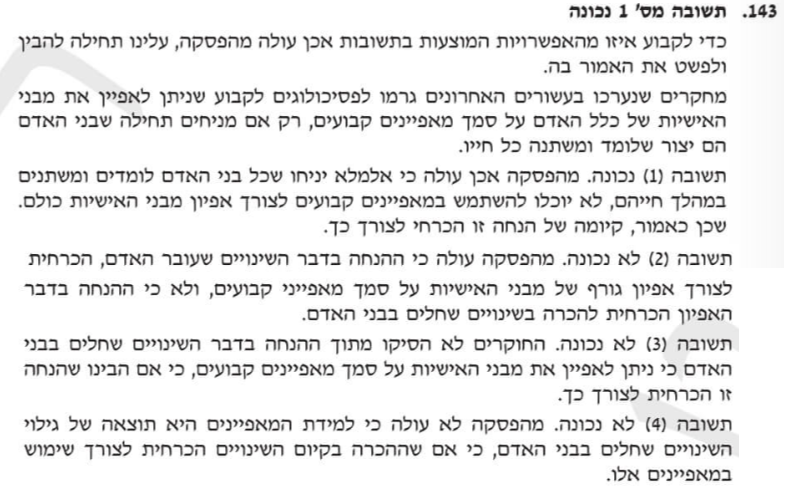 143. תשובה מס' 1 נכונה
כדי לקבוע איזו מהאפשרויות המוצעות בתשובות אכן עולה מהפסקה, עלינו תחילה להבין
ולפשט את האמור בה.
מחקרים שנערכו בעשורים האחרונים גרמו לפסיכולוגים לקבוע שניתן לאפיין את מבני
האישיות של כלל האדם על סמך מאפיינים קבועים, רק אם מניחים תחילה שבני האדם
הם יצור שלומד ומשתנה כל חייו.
תשובה (1) נכונה. מהפסקה אכן עולה כי אלמלא יניחו שכל בני האדם לומדים ומשתנים
במהלך חייהם, לא יוכלו להשתמש במאפיינים קבועים לצורך אפיון מבני האישיות כולם.
שכן כאמור, קיומה של הנחה זו הכרחי לצורך כך.
תשובה (2) לא נכונה. מהפסקה עולה כי ההנחה בדבר השינויים שעובר האדם, הכרחית
לצורך אפיון גורף של מבני האישיות על סמך מאפייני קבועים, ולא כי ההנחה בדבר
האפיון הכרחית להכרה בשינויים שחלים בבני האדם.
תשובה (3) לא נכונה. החוקרים לא הסיקו מתוך ההנחה בדבר השינויים שחלים בבני
האדם כי ניתן לאפיין את מבני האישיות על סמך מאפיינים קבועים, כי אם הבינו שהנחה
זו הכרחית לצורך כך.
תשובה (4) לא נכונה. מהפסקה לא עולה כי למידת המאפיינים היא תוצאה של גילוי
השינויים שחלים בבני האדם, כי אם שההכרה בקיום השינויים הכרחית לצורך שימוש
במאפיינים אלו.